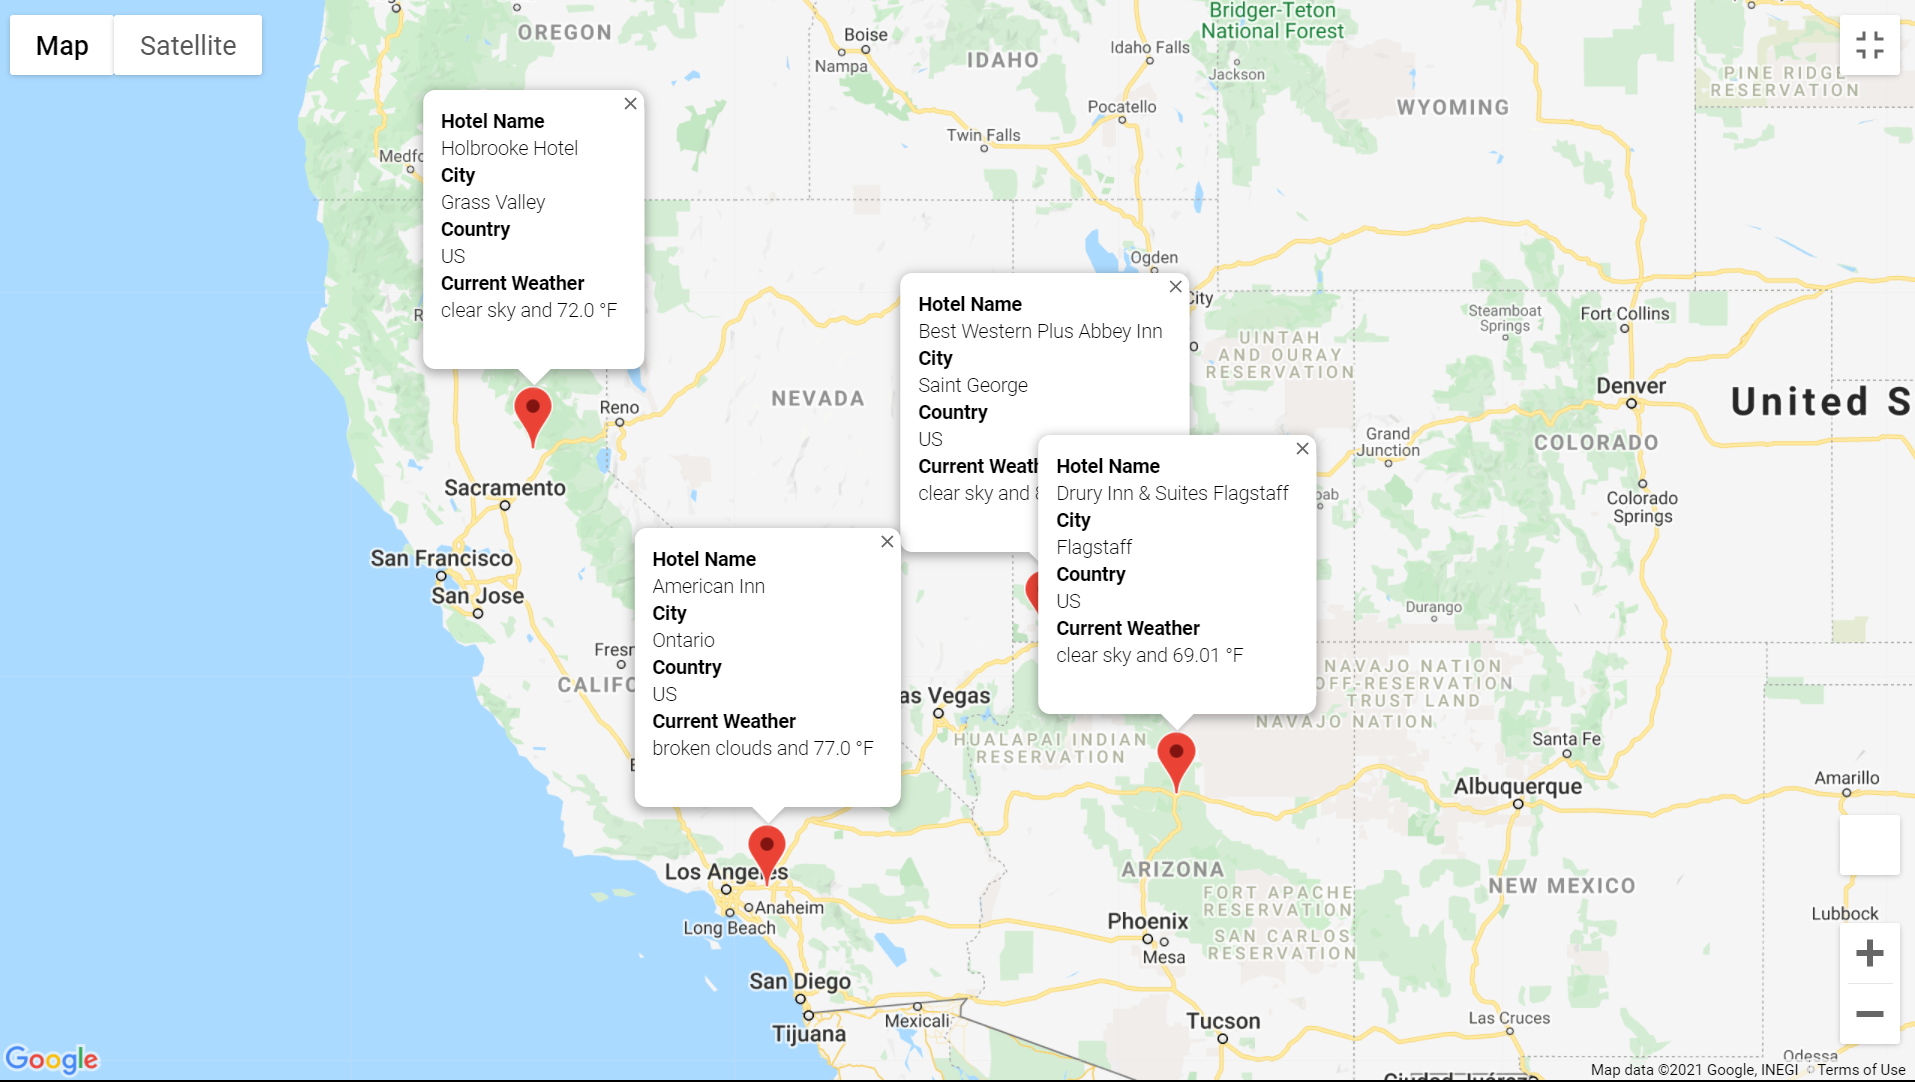 Map
Satellite
OREGON
Boise
Nampa
IDAHO
Idaho Falls
Bridger-Teton
National Forest
Jackson
Pocatello
Twin Falls
WYOMING
PINE RIDGE
RESERVATION
Hotel Name
Holbrooke Hotel
City
Grass Valley
Country
US
Current Weather
clear sky and 72.0 °F
Ogden
City
Hotel Name
Best Western Plus Abbey Inn
City
Saint George
Country
US
clear sky and
Hotel Name
Drury Inn & Suites Flagstaff
City
Flagstaff
Country
US
Current Weather
clear sky and 69.01 °F
Hotel Name
American Inn
City
Ontario
Country
US
Current Weather
broken clouds and 77.0 °F
Steamboat
Springs
Fort Collins
UINTAH
AND OURAY
RESERVATION
Denver
United S
COLORADO
Grand
Junction
Colorado
Springs
NEVADA
Reno
Sacramento
San Francisco
San Jose
Durango
NAVAJO NATION
OFF-RESERVATION
TRUST LAND
NAVAJO NATION
as Vegas
HUALAPAI INDIAN
RESERVATION
Santa Fe
Albuquerque
Amarillo
Los Angeles
Anaheim
Long Beach
ARIZONA
FORT APACHE
RESERVATION
SAN CARLOS
RESERVATION
NEW MEXICO
Lubbock
Phoenix
Mesa
San Diego
Tijuana
Mexicali
Tucson
Las Cruces
Odessa
Ciudad Juárez
Google
Map data ©2021 Google, INEGI
Terms of Use